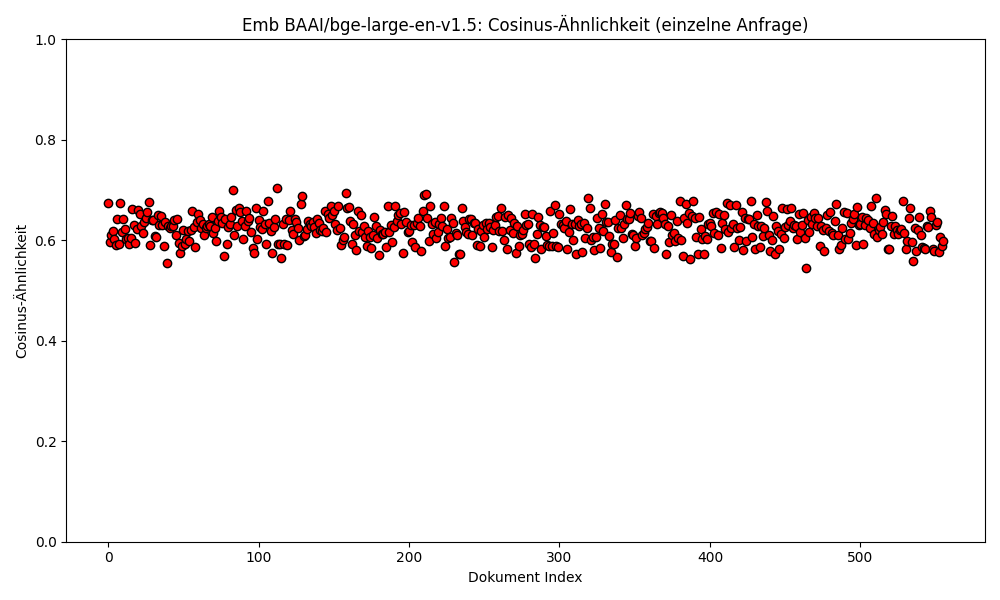 Emb BAAI/bge-large-en-v1.5: Cosinus-Ähnlichkeit (einzelne Anfrage)
1.0
0.8
0.6
0.4
0.2
0.0
Cosinus-Ähnlichkeit
0 100 200 300 400 500
Dokument Index